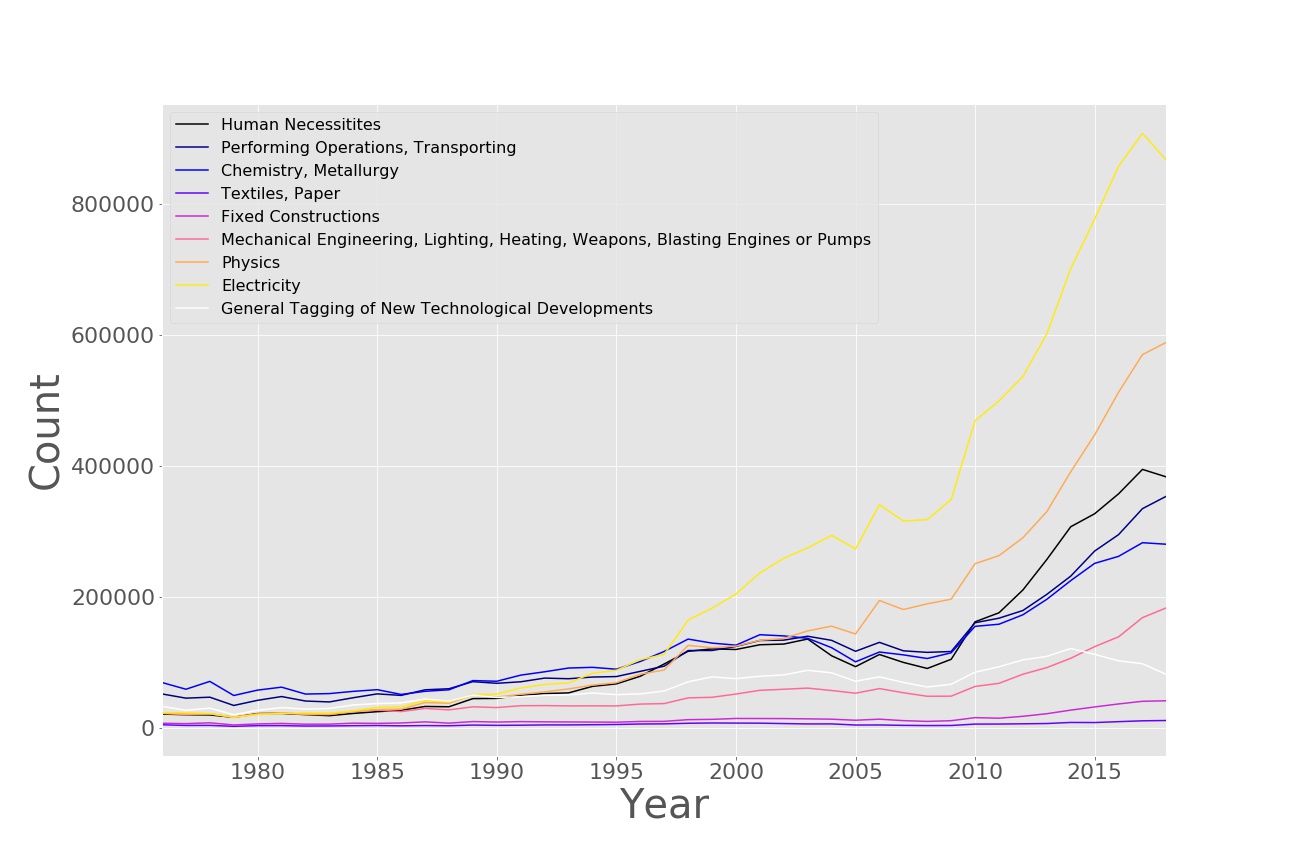 Human Necessitites
Performing Operations, Transporting
Chemistry, Metallurgy
Textiles, Paper
Fixed Constructions
Mechanical Engineering, Lighting, Heating, Weapons, Blasting Engines or Pumps
Physics
Electricity
General Tagging of New Technological Developments
800000
600000
400000
200000
0
Count
1980 1985 1990 1995 2000 2005 2010 2015
Year